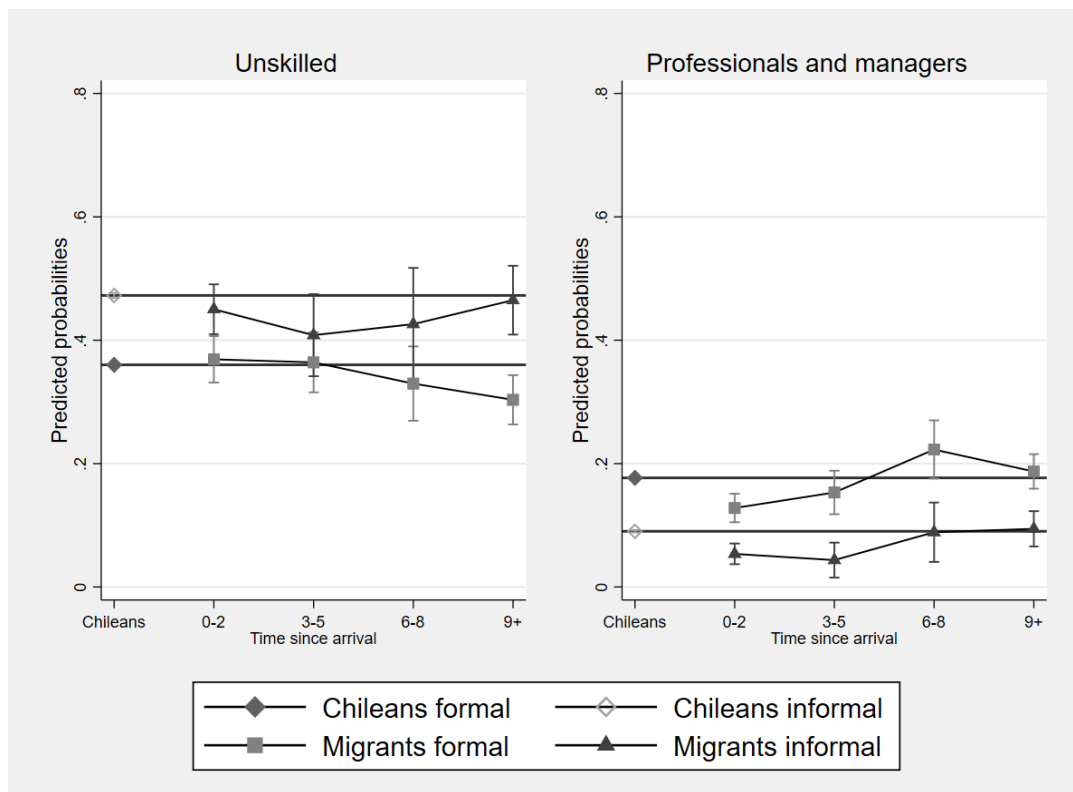 Unskilled
Predicted probabilities
.8
.6
.4
.2
0
Chileans 0-2 3-5 6-8 9+
Time since arrival
Professionals and managers
Predicted probabilities
.8
.6
.4
.2
0
Chileans 0-2 3-5 6-8 9+
Time since arrival
Chileans formal Chileans informal
Migrants formal Migrants informal